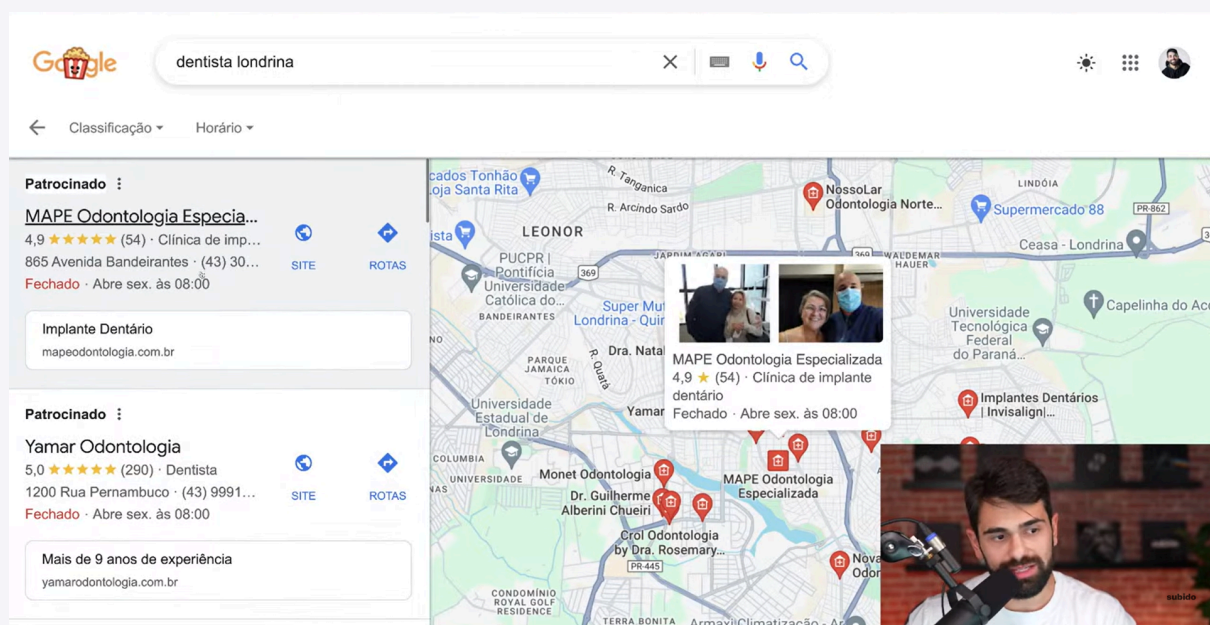 Google
dentista londrina
Classificação
Horário
Patrocinado
MAPE Odontologia Especia...
4,9 (54) · Clínica de imp...
865 Avenida Bandeirantes · (43) 30...
Fechado · Abre sex. às 08:00
SITE
ROTAS
Implante Dentário
mapeodontologia.com.br
Patrocinado
Yamar Odontologia
5,0 (290) · Dentista
1200 Rua Pernambuco · (43) 9991...
Fechado · Abre sex. às 08:00
SITE
ROTAS
Mais de 9 anos de experiência
yamarodontologia.com.br
cados Tonhão
Loja Santa Rita
R. Tanganica
R. Arcindo Sardo
ista
LEONOR
PUCPR |
Pontifícia
Universidade
Católica do...
BANDEIRANTES
369
JARDIM AGARI
369
WALDEMAR
HAUER
NossoLar
Odontologia Norte...
LINDÓIA
Supermercado 88
PR-862
Ceasa - Londrina
Capelinha do
Universidade
Tecnológica
Federal
do Paraná...
Super
Londrina
Dra.
PARQUE
JAMAICA
TÓKIO
R. Quatá
MAPE Odontologia Especializada
4,9 (54) · Clínica de implante
dentário
Fechado · Abre sex. às 08:00
Implantes Dentários
| Invisalign|...
Universidade
Estadual de
Londrina
Yamar
COLUMBIA
UNIVERSIDADE
Monet Odontologia
MAPE Odontologia
Especializada
Dr. Guilherme
Alberini Chueiri
Crol Odontologia
by Dra. Rosemary...
PR-445
CONDOMÍNIO
ROYAL GOLF
RESIDENCE
TERRA BONITA
Armazi Climatização
subido